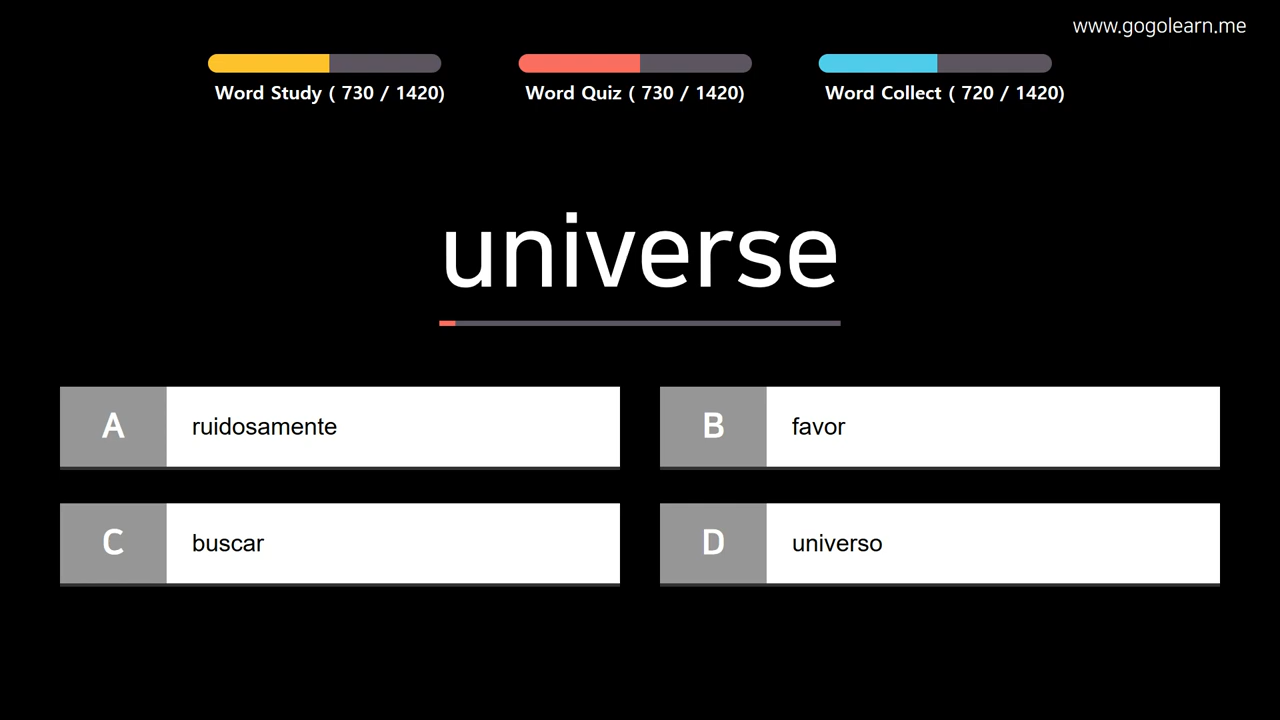 www.gogolearn.me
Word Study ( 730 / 1420)
Word Quiz ( 730 / 1420)
Word Collect ( 720 / 1420)
universe
A
ruidosamente
B
favor
C
buscar
D
universo